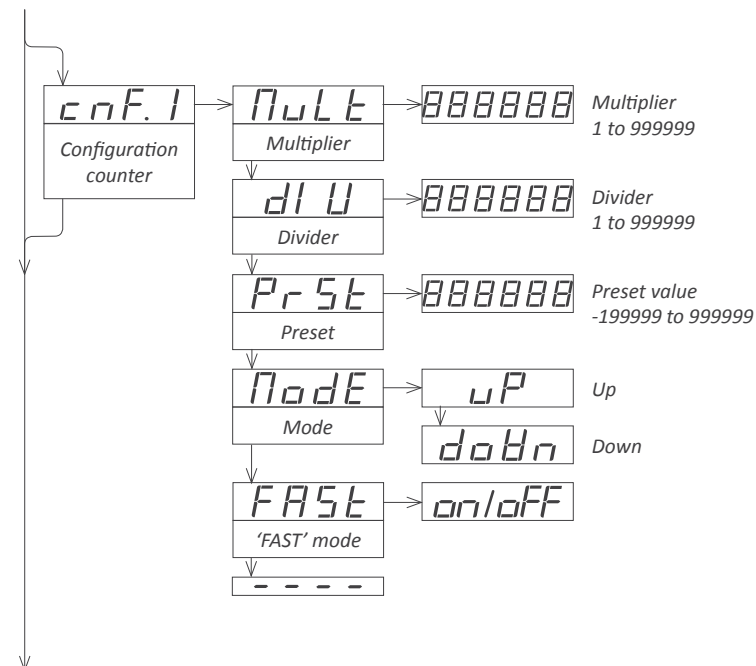 cnF.1
Configuration
counter
MuLt
Multiplier
888888
Multiplier
1 to 999999
dIV
Divider
888888
Divider
1 to 999999
PrSt
Preset
888888
Preset value
-199999 to 999999
ModE
Mode
uP
Up
doWn
Down
FASt
'FAST' mode
on/oFF
- - - -